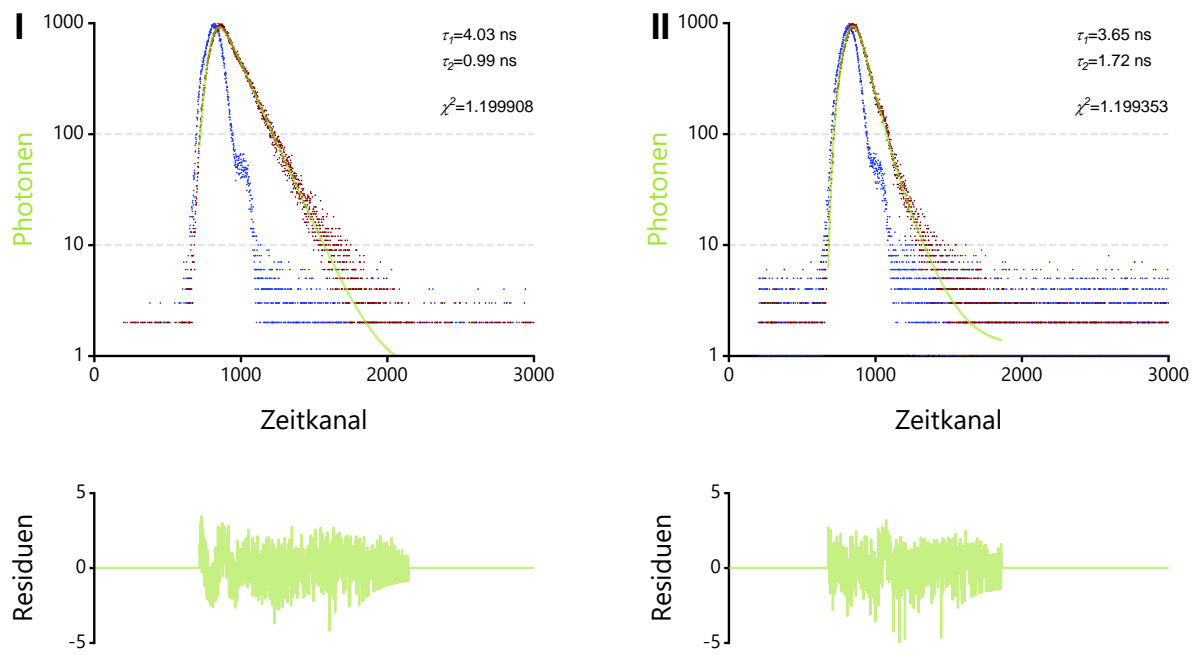 I
1000
100
10
1
Photonen
τ1=4.03 ns
τ2=0.99 ns
χ2=1.199908
0
1000
2000
3000
Zeitkanal
5
0
-5
Residuen
II
1000
100
10
1
Photonen
τ1=3.65 ns
τ2=1.72 ns
χ2=1.199353
0
1000
2000
3000
Zeitkanal
5
0
-5
Residuen